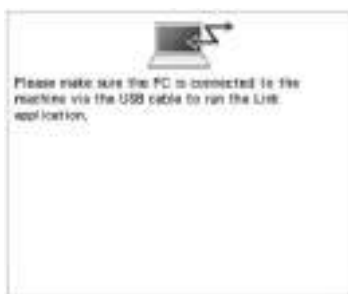 Please make sure the PC is connected to the
machine via the USB cable to run the Link
application.